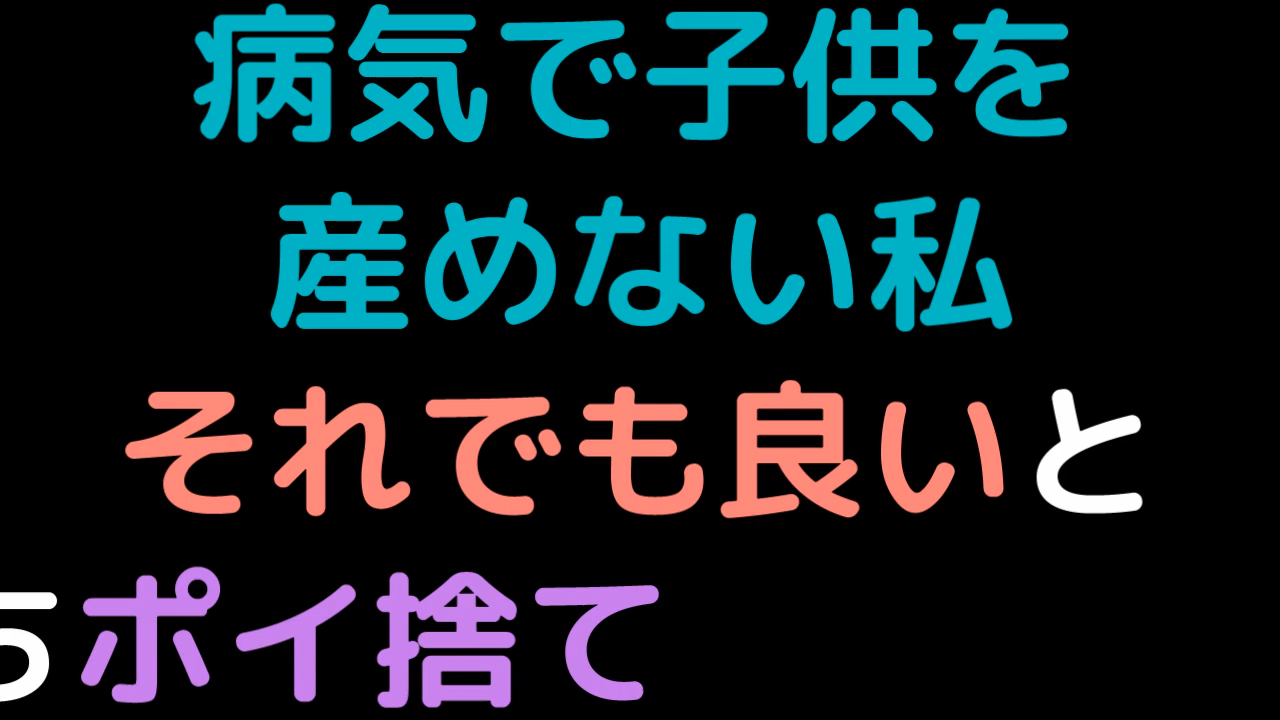 病気で子供を
産めない私
それでも良いと
ポイ捨て